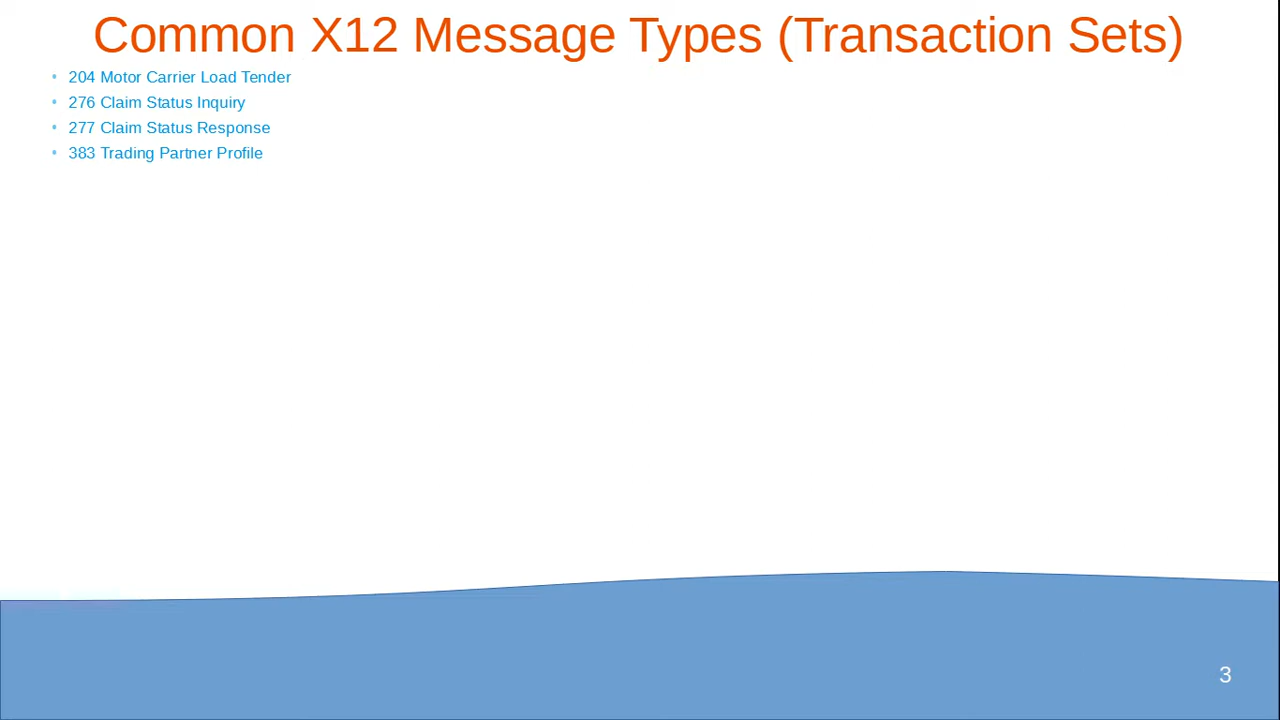 Common X12 Message Types (Transaction Sets)
• 204 Motor Carrier Load Tender
• 276 Claim Status Inquiry
• 277 Claim Status Response
• 383 Trading Partner Profile
3